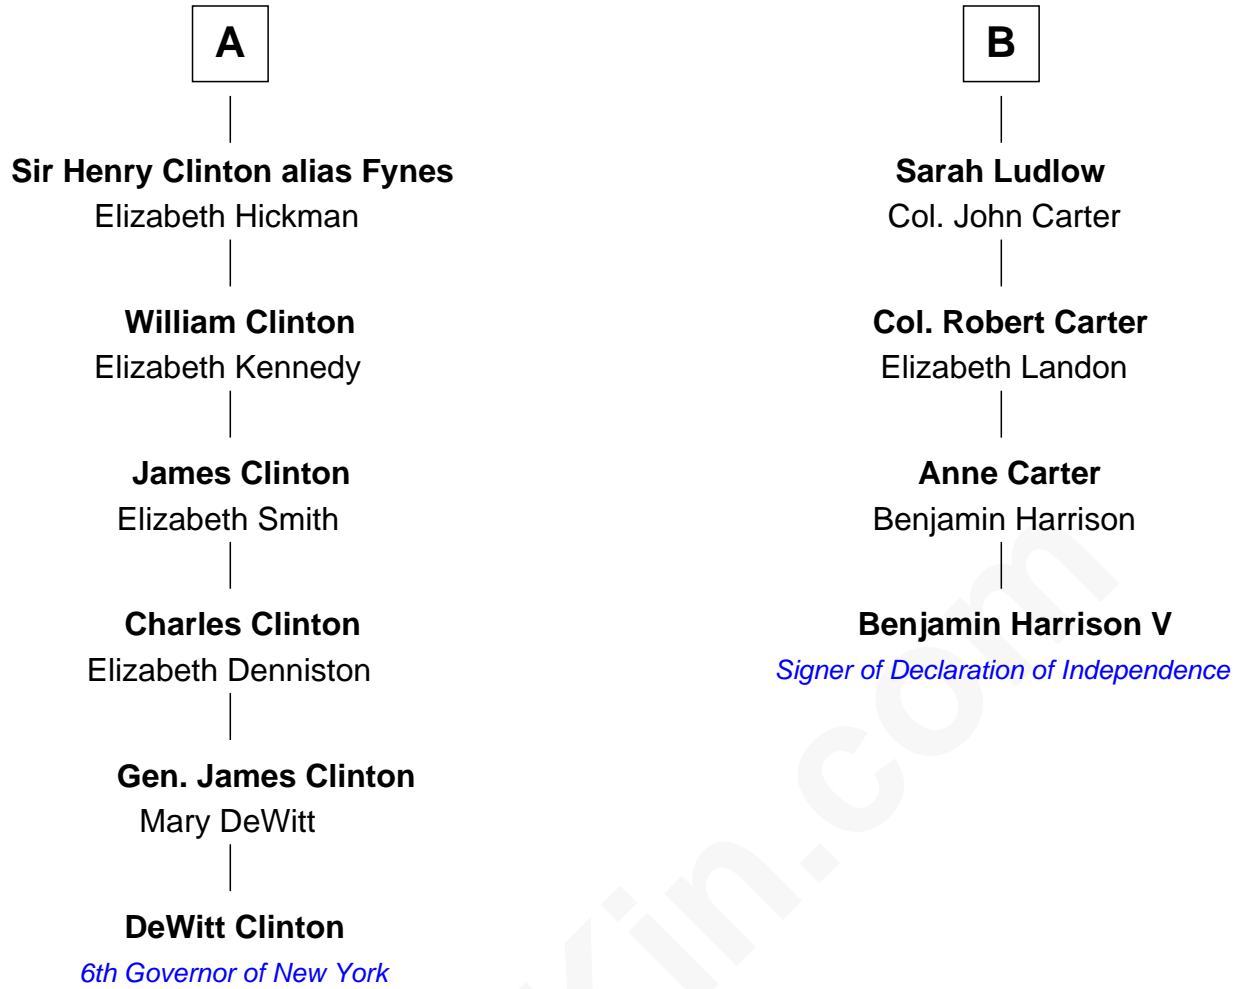 A
Sir Henry Clinton alias Fynes
Elizabeth Hickman
William Clinton
Elizabeth Kennedy
James Clinton
Elizabeth Smith
Charles Clinton
Elizabeth Denniston
Gen. James Clinton
Mary DeWitt
DeWitt Clinton
6th Governor of New York
B
Sarah Ludlow
Col. John Carter
Col. Robert Carter
Elizabeth Landon
Anne Carter
Benjamin Harrison
Benjamin Harrison V
Signer of Declaration of Independence
Kin.com